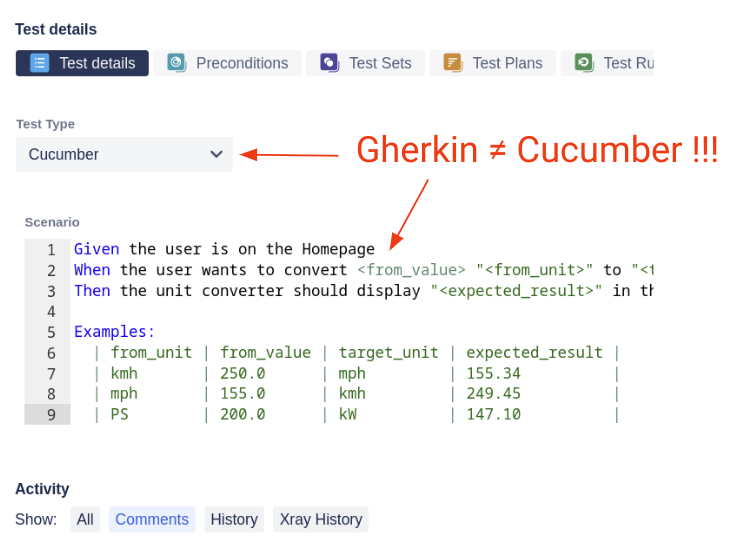 Test details
Test details Preconditions Test Sets Test Plans Test Ru
Test Type
Cucumber
Gherkin ≠ Cucumber !!!
Scenario
1 Given the user is on the Homepage
2 When the user wants to convert <from_value> "<from_unit>" to "<t
3 Then the unit converter should display "<expected_result>" in th
4
5 Examples:
6 | from_unit | from_value | target_unit | expected_result |
7 | kmh | 250.0 | mph | 155.34 |
8 | mph | 155.0 | kmh | 249.45 |
9 | PS | 200.0 | kW | 147.10 |
Activity
Show: All Comments History Xray History